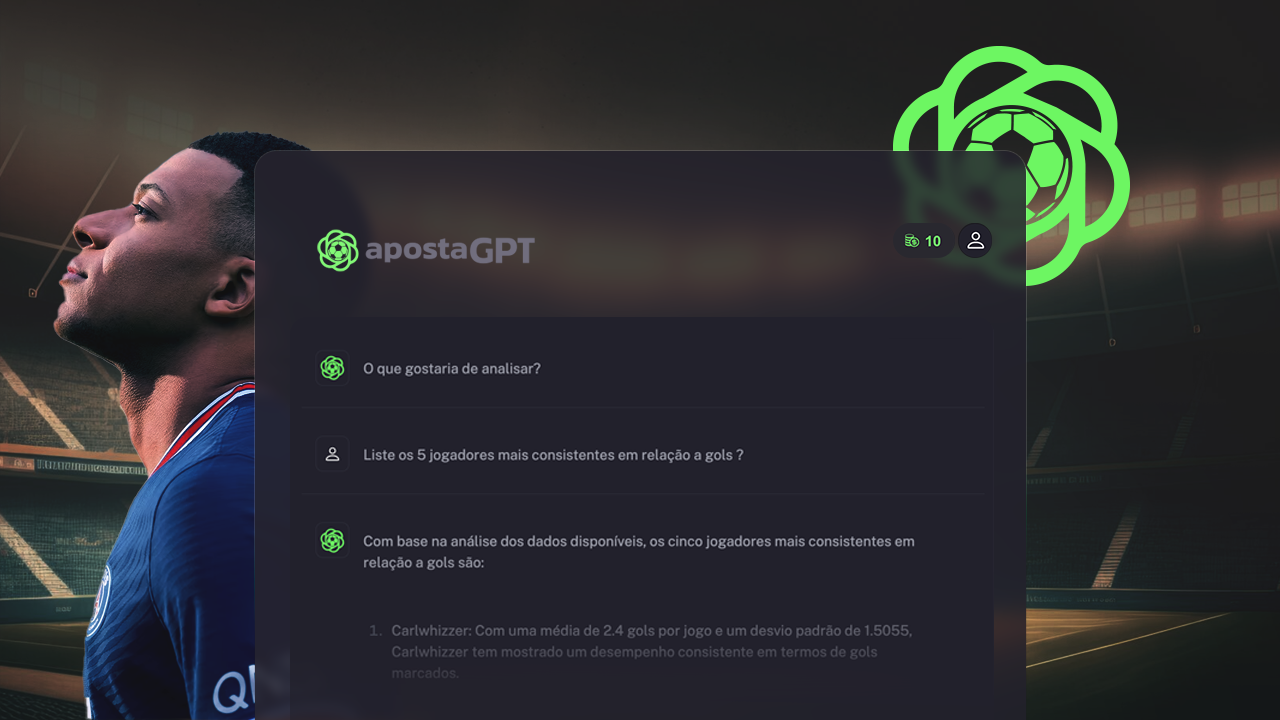 apostaGPT
10
O que gostaria de analisar?
Liste os 5 jogadores mais consistentes em relação a gols ?
Com base na análise dos dados disponíveis, os cinco jogadores mais consistentes em
relação a gols são:
1. Carlwhizzer: Com uma média de 2.4 gols por jogo e um desvio padrão de 1.5055,
Carlwhizzer tem mostrado um desempenho consistente em termos de gols
marcados.